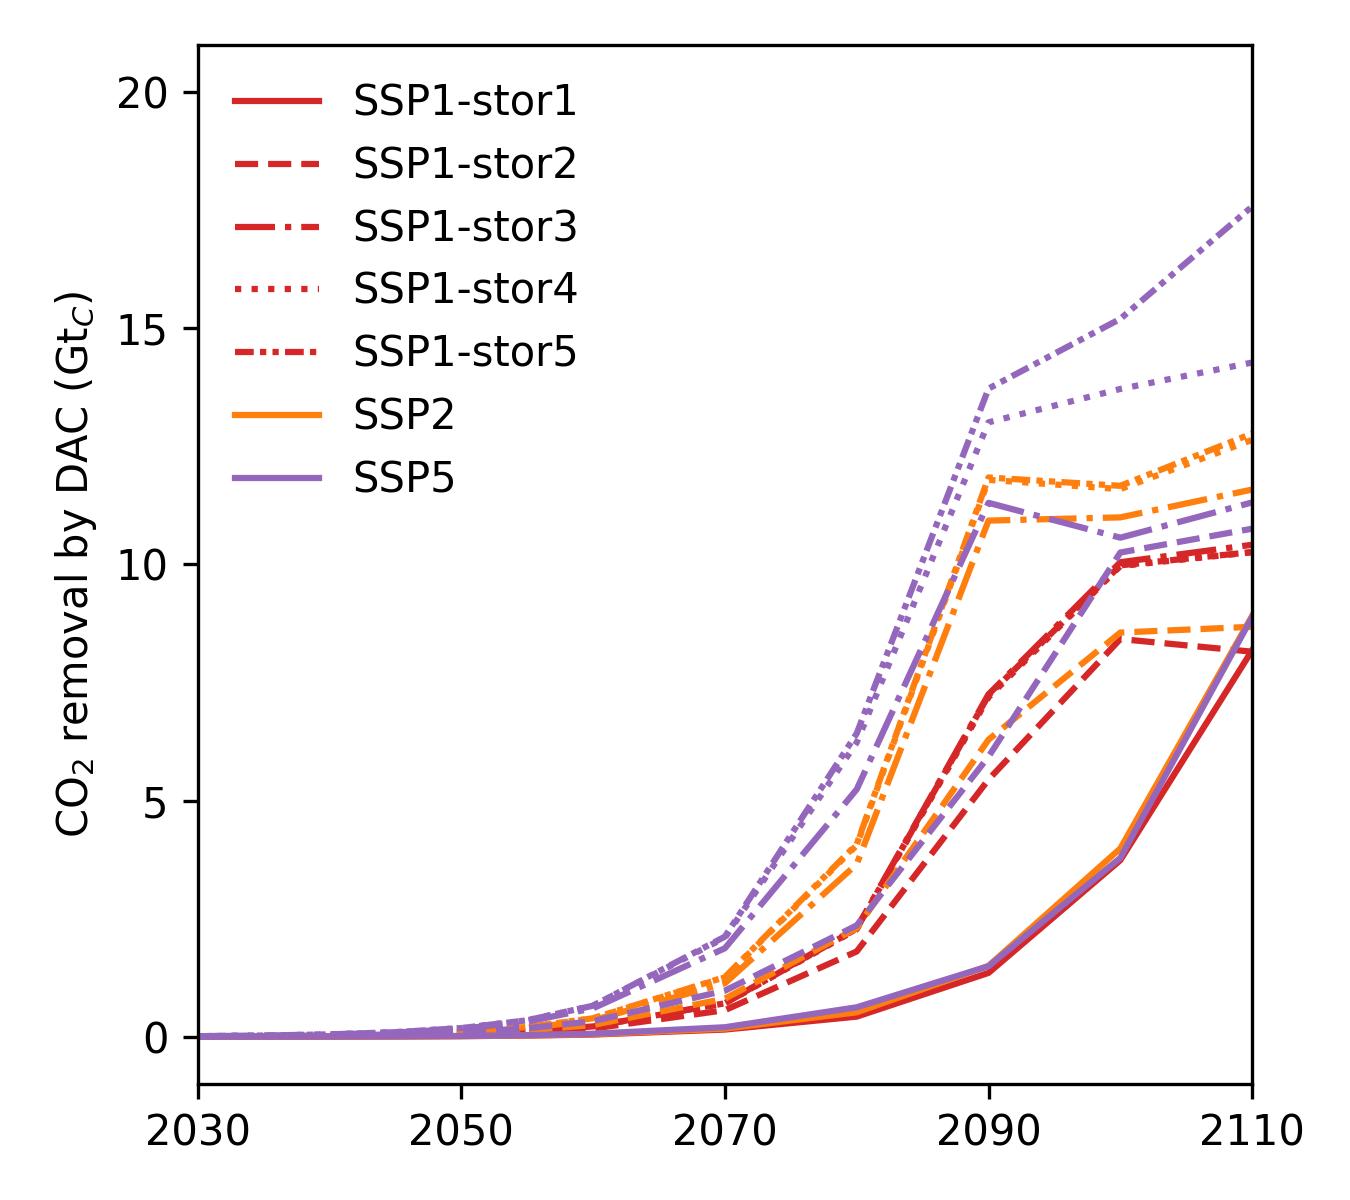 CO₂ removal by DAC (Gt_C)
20
15
10
5
0
SSP1-stor1
SSP1-stor2
SSP1-stor3
SSP1-stor4
SSP1-stor5
SSP2
SSP5
2030 2050 2070 2090 2110